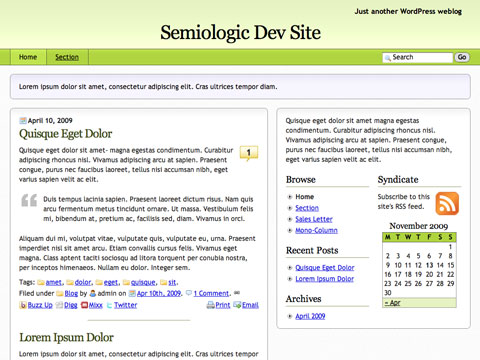 Just another WordPress weblog
Semiologic Dev Site
Home Section Search Go
Lorem ipsum dolor sit amet, consectetur adipiscing elit. Cras ultrices tempor diam.
April 10, 2009
Quisque Eget Dolor
1
Quisque eget dolor sit amet- magna egestas condimentum. Curabitur
adipiscing rhoncus nisl. Vivamus adipiscing arcu at sapien. Praesent
congue, purus nec faucibus laoreet, tellus nisi accumsan nibh, eget
varius sapien velit ac elit.
Duis tempus lacinia sapien. Praesent laoreet dictum risus. Nam quis
arcu fermentum metus tincidunt ornare. Ut massa. Vestibulum felis
mi, bibendum at, pretium ac, facilisis sed, diam. Vivamus in orci.
Aliquam dui mi, volutpat vitae, vulputate quis, vulputate eu, urna. Praesent
imperdiet nisi sit amet arcu. Etiam convallis cursus felis. Vivamus eget
magna. Class aptent taciti sociosqu ad litora torquent per conubia nostra,
per inceptos himenaeos. Nullam eu dolor. Integer sem.
Tags: amet, dolor, eget, quisque, sit.
Filed under Blog by admin on Apr 10th, 2009. 1 Comment.
Buzz Up Digg Mixx Twitter Print Email
Lorem Ipsum Dolor
Quisque eget dolor sit amet magna egestas
condimentum. Curabitur adipiscing rhoncus nisl.
Vivamus adipiscing arcu at sapien. Praesent congue,
purus nec faucibus laoreet, tellus nisi accumsan
nibh, eget varius sapien velit ac elit.
Browse
Home
Section
Sales Letter
Mono-Column
Recent Posts
Quisque Eget Dolor
Lorem Ipsum Dolor
Archives
April 2009
Syndicate
Subscribe to this
site's RSS feed.
November 2009
M T W T F S S
1
2 3 4 5 6 7 8
9 10 11 12 13 14 15
16 17 18 19 20 21 22
23 24 25 26 27 28 29
30
« Apr